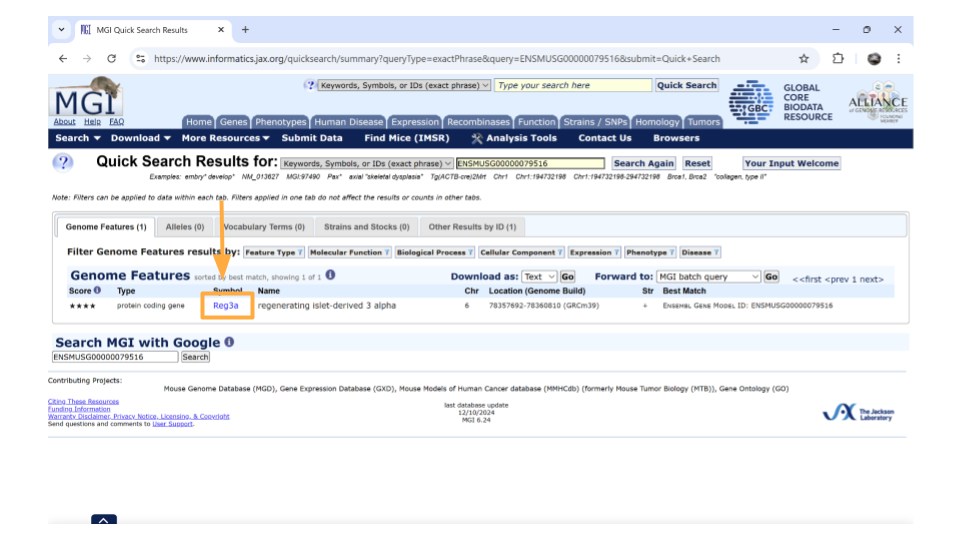 MGI MGI Quick Search Results × +
https://www.informatics.jax.org/quicksearch/summary?queryType=exactPhrase&query=ENSMUSG00000079516&submit=Quick+Search
? Keywords, Symbols, or IDs (exact phrase) Type your search here Quick Search
MGI
About Help FAQ
Home Genes Phenotypes Human Disease Expression Recombinases Function Strains / SNPs Homology Tumors
GBC GLOBAL CORE BIODATA RESOURCE
ALLIANCE
of GENOME RESOURCES
FOUNDING MEMBER
Search ▼ Download ▼ More Resources ▼ Submit Data Find Mice (IMSR) Analysis Tools Contact Us Browsers
? Quick Search Results for: Keywords, Symbols, or IDs (exact phrase) ENSMUSG00000079516 Search Again Reset Your Input Welcome
Examples: embry* develop* NM_013627 MGI:97490 Pax* axial "skeletal dysplasia" Tg(ACTB-cre)2Mrt Chr1 Chr1:194732198 Chr1:194732198-294732198 Brca1, Brca2 "collagen, type II"
Note: Filters can be applied to data within each tab. Filters applied in one tab do not affect the results or counts in other tabs.
Genome Features (1) Alleles (0) Vocabulary Terms (0) Strains and Stocks (0) Other Results by ID (1)
Filter Genome Features results by: Feature Type Molecular Function Biological Process Cellular Component Expression Phenotype Disease
Genome Features sorted by best match, showing 1 of 1 Download as: Text Go Forward to: MGI batch query Go <<first <prev 1 next>
Score Type Symbol Name Chr Location (Genome Build) Str Best Match
★★★★ protein coding gene Reg3a regenerating islet-derived 3 alpha 6 78357692-78360810 (GRCm39) + Ensembl Gene Model ID: ENSMUSG00000079516
Search MGI with Google
ENSMUSG00000079516 Search
Contributing Projects:
Mouse Genome Database (MGD), Gene Expression Database (GXD), Mouse Models of Human Cancer database (MMHCdb) (formerly Mouse Tumor Biology (MTB)), Gene Ontology (GO)
Citing These Resources
Funding Information
Warranty Disclaimer, Privacy Notice, Licensing, & Copyright
Send questions and comments to User Support.
last database update
12/10/2024
MGI 6.24
The Jackson Laboratory